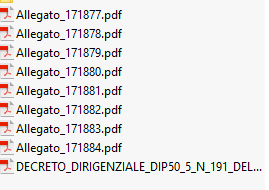 Allegato_171877.pdf
Allegato_171878.pdf
Allegato_171879.pdf
Allegato_171880.pdf
Allegato_171881.pdf
Allegato_171882.pdf
Allegato_171883.pdf
Allegato_171884.pdf
DECRETO_DIRIGENZIALE_DIP50_5_N_191_DEL...